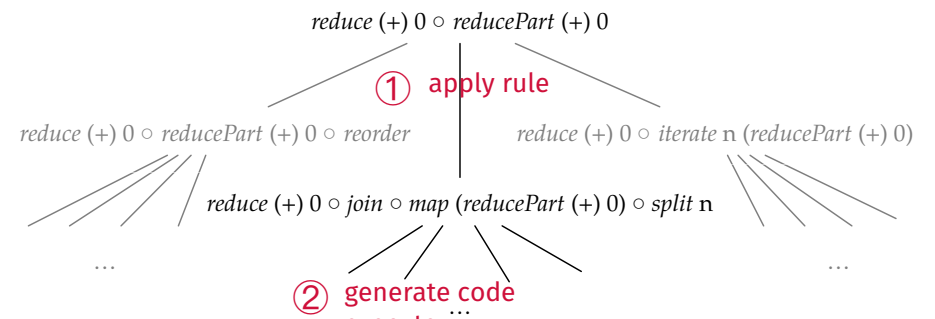 reduce (+) 0 ○ reducePart (+) 0
① apply rule
reduce (+) 0 ○ reducePart (+) 0 ○ reorder
reduce (+) 0 ○ iterate n (reducePart (+) 0)
reduce (+) 0 ○ join ○ map (reducePart (+) 0) ○ split n
...
...
② generate code
...